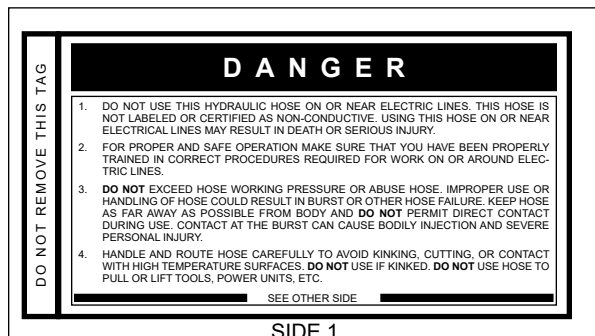 DO NOT REMOVE THIS TAG
D A N G E R
1. DO NOT USE THIS HYDRAULIC HOSE ON OR NEAR ELECTRIC LINES. THIS HOSE IS
NOT LABELED OR CERTIFIED AS NON-CONDUCTIVE. USING THIS HOSE ON OR NEAR
ELECTRICAL LINES MAY RESULT IN DEATH OR SERIOUS INJURY.
2. FOR PROPER AND SAFE OPERATION MAKE SURE THAT YOU HAVE BEEN PROPERLY
TRAINED IN CORRECT PROCEDURES REQUIRED FOR WORK ON OR AROUND ELEC-
TRIC LINES.
3. DO NOT EXCEED HOSE WORKING PRESSURE OR ABUSE HOSE. IMPROPER USE OR
HANDLING OF HOSE COULD RESULT IN BURST OR OTHER HOSE FAILURE. KEEP HOSE
AS FAR AWAY AS POSSIBLE FROM BODY AND DO NOT PERMIT DIRECT CONTACT
DURING USE. CONTACT AT THE BURST CAN CAUSE BODILY INJECTION AND SEVERE
PERSONAL INJURY.
4. HANDLE AND ROUTE HOSE CAREFULLY TO AVOID KINKING, CUTTING, OR CONTACT
WITH HIGH TEMPERATURE SURFACES. DO NOT USE IF KINKED. DO NOT USE HOSE TO
PULL OR LIFT TOOLS, POWER UNITS, ETC.
SEE OTHER SIDE
SIDE 1